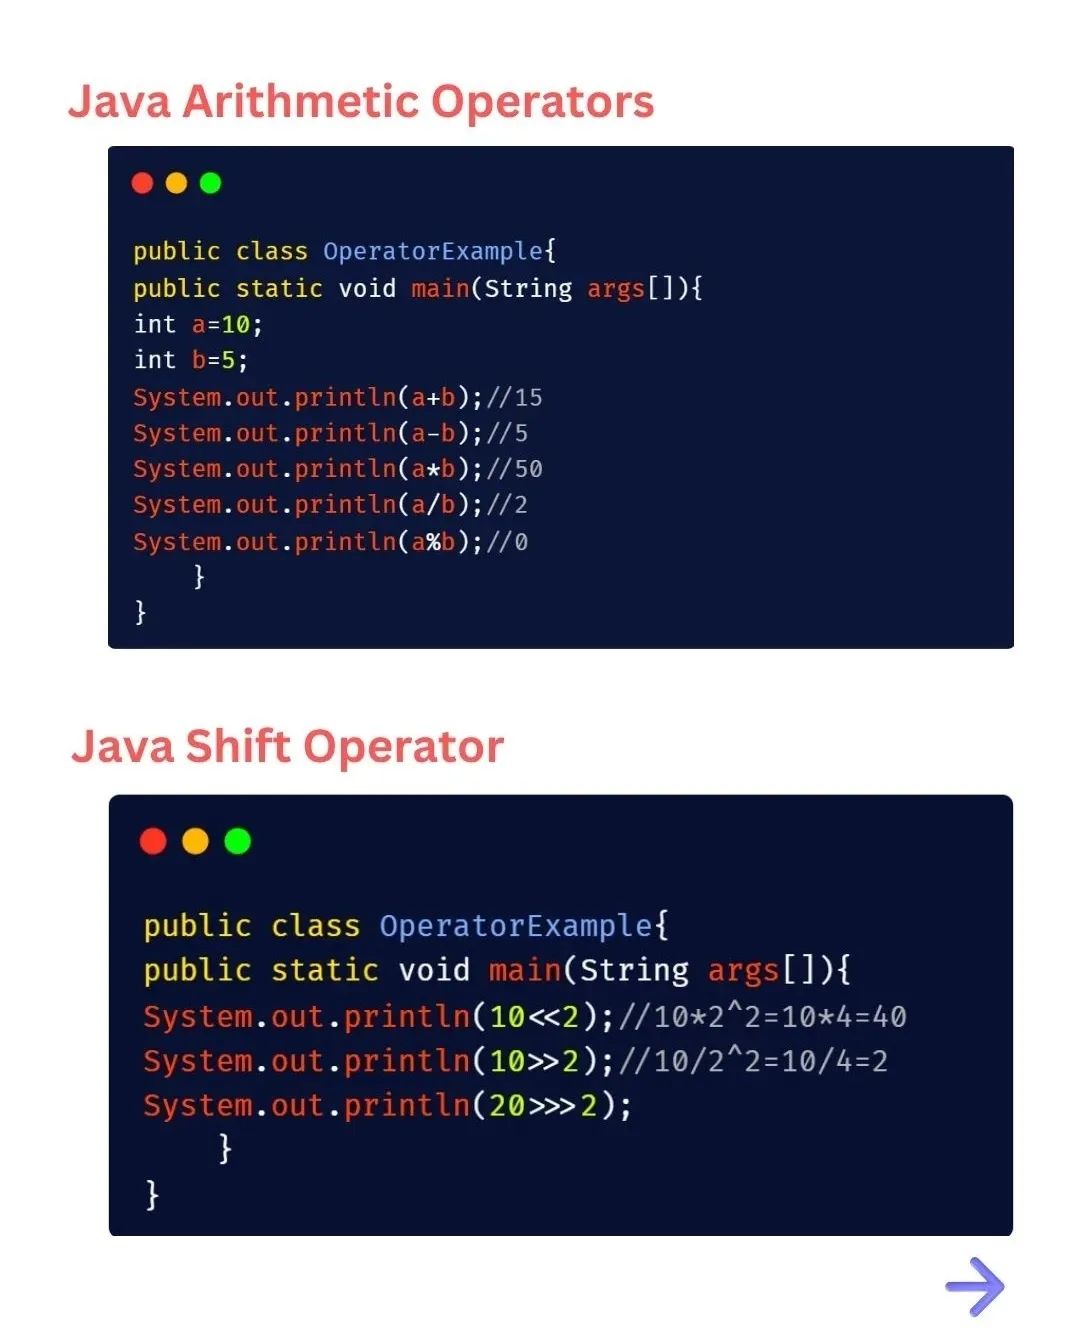 Java Arithmetic Operators
public class OperatorExample{
public static void main(String args[]){
int a=10;
int b=5;
System.out.println(a+b);//15
System.out.println(a-b);//5
System.out.println(a*b);//50
System.out.println(a/b);//2
System.out.println(a%b);//0
}
}
Java Shift Operator
public class OperatorExample{
public static void main(String args[]){
System.out.println(10<<2);//10*2^2=10*4=40
System.out.println(10>>2);//10/2^2=10/4=2
System.out.println(20>>>2);
}
}